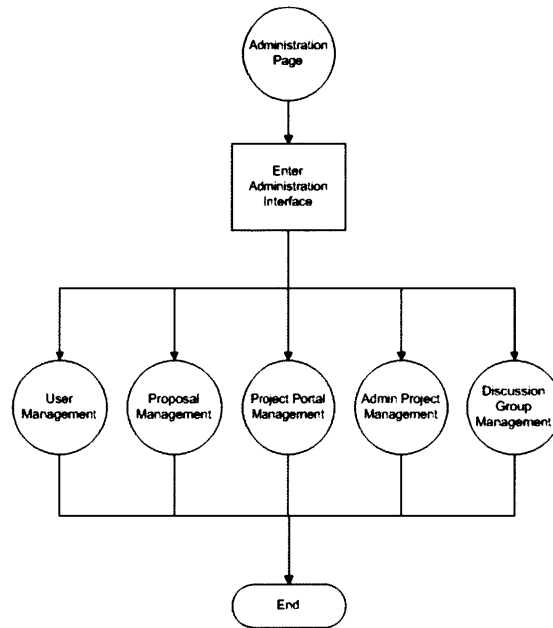 Administration
Page
Enter
Administration
Interface
User
Management
Proposal
Management
Project Portal
Management
Admin Project
Management
Discussion
Group
Management
End